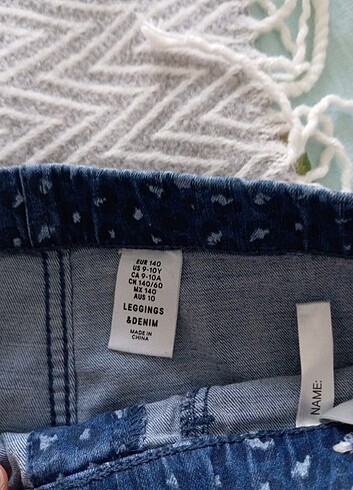 EUR 140
US 9-10Y
CA 9-10A
CN 140/60
MX 140
AUS 10
LEGGINGS
&DENIM
MADE IN
CHINA
NAME: